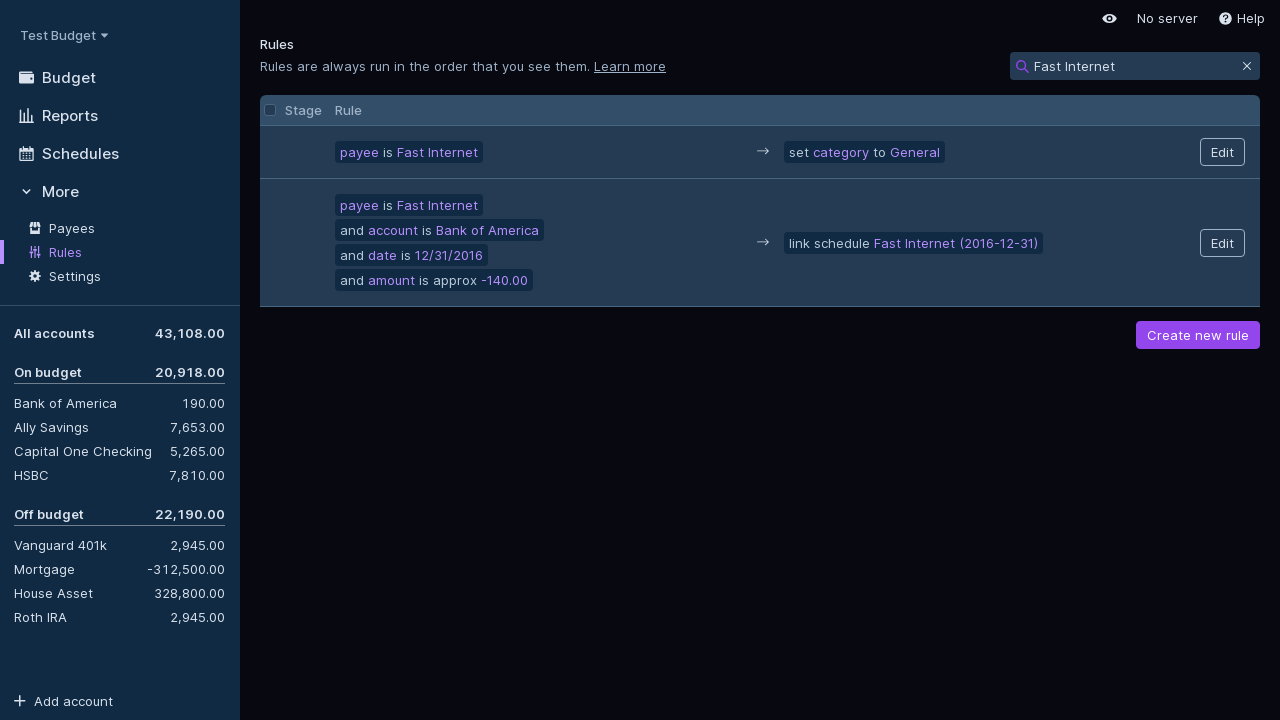 Test Budget
Budget
Reports
Schedules
More
Payees
Rules
Settings
All accounts 43,108.00
On budget 20,918.00
Bank of America 190.00
Ally Savings 7,653.00
Capital One Checking 5,265.00
HSBC 7,810.00
Off budget 22,190.00
Vanguard 401k 2,945.00
Mortgage -312,500.00
House Asset 328,800.00
Roth IRA 2,945.00
Add account
No server Help
Rules
Rules are always run in the order that you see them. Learn more
Fast Internet
Stage Rule
payee is Fast Internet → set category to General Edit
payee is Fast Internet
and account is Bank of America
and date is 12/31/2016
and amount is approx -140.00
→ link schedule Fast Internet (2016-12-31) Edit
Create new rule